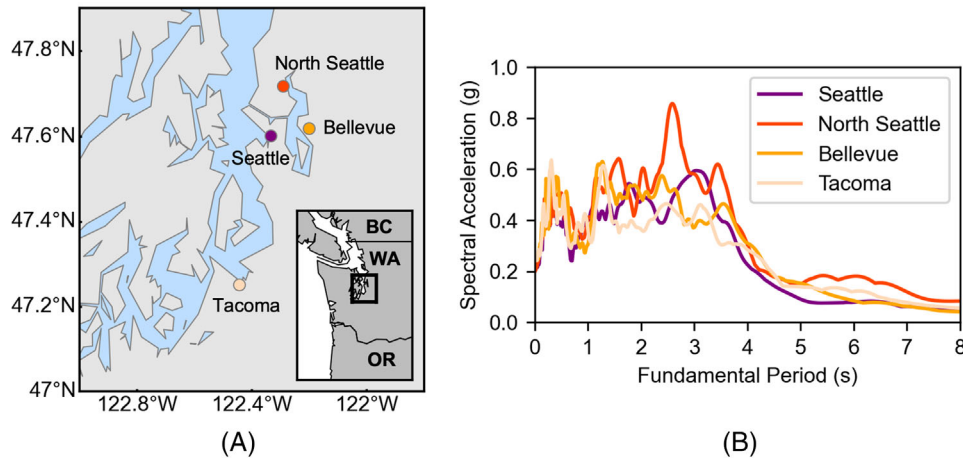 47.8°N
47.6°N
47.4°N
47.2°N
47°N
122.8°W
122.4°W
122°W
North Seattle
Bellevue
Seattle
Tacoma
BC
WA
OR
(A)
Spectral Acceleration (g)
1.0
0.8
0.6
0.4
0.2
0.0
0 1 2 3 4 5 6 7 8
Fundamental Period (s)
Seattle
North Seattle
Bellevue
Tacoma
(B)